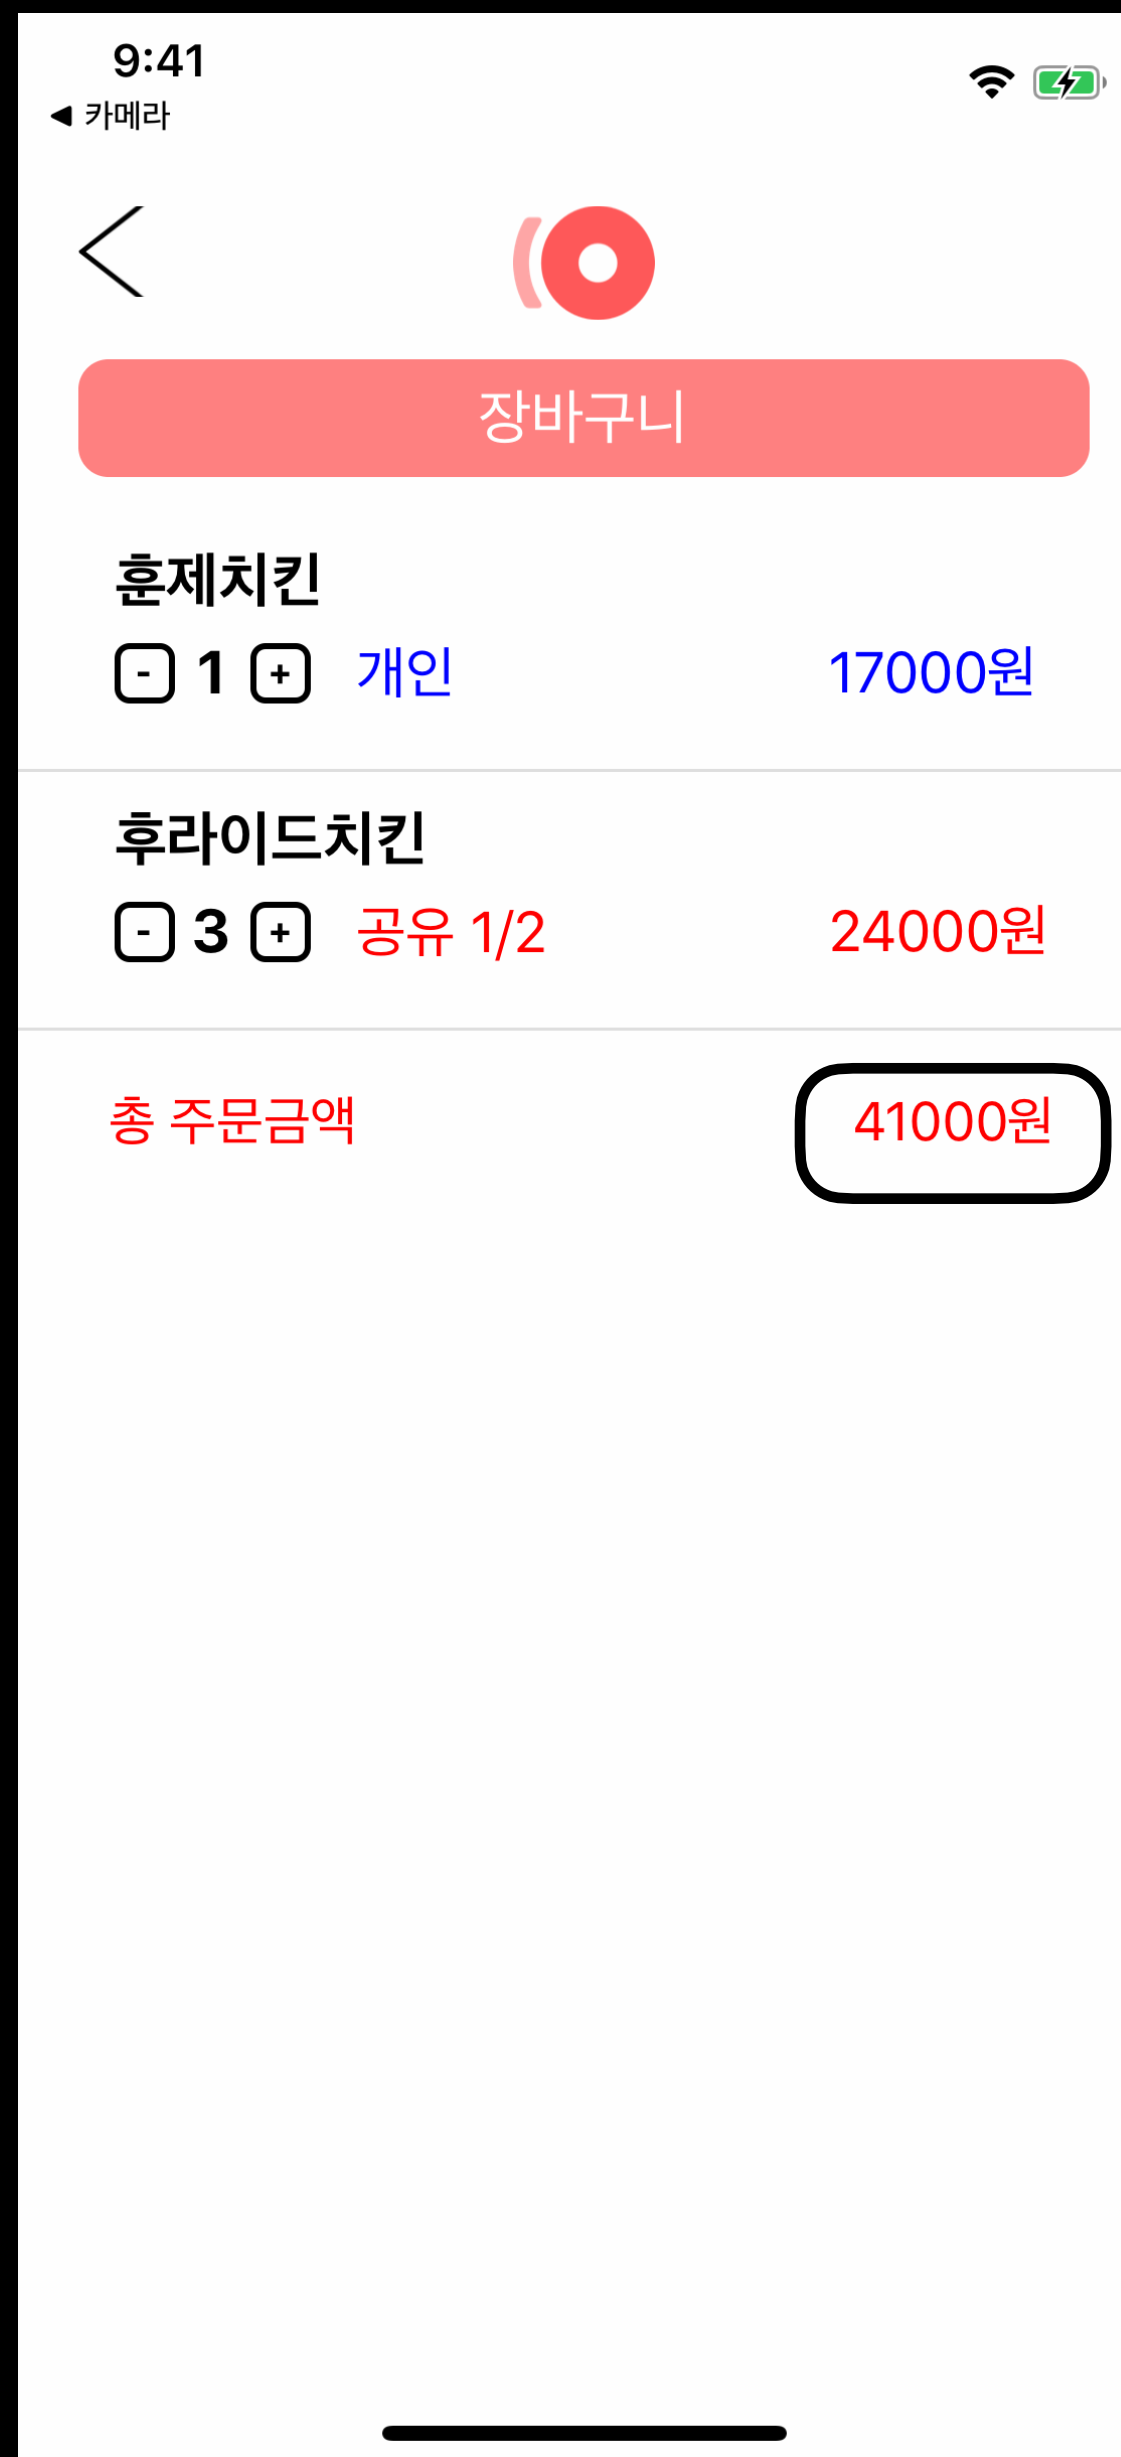 9:41
◀ 카메라
장바구니
훈제치킨
- 1 + 개인 17000원
후라이드치킨
- 3 + 공유 1/2 24000원
총 주문금액 41000원